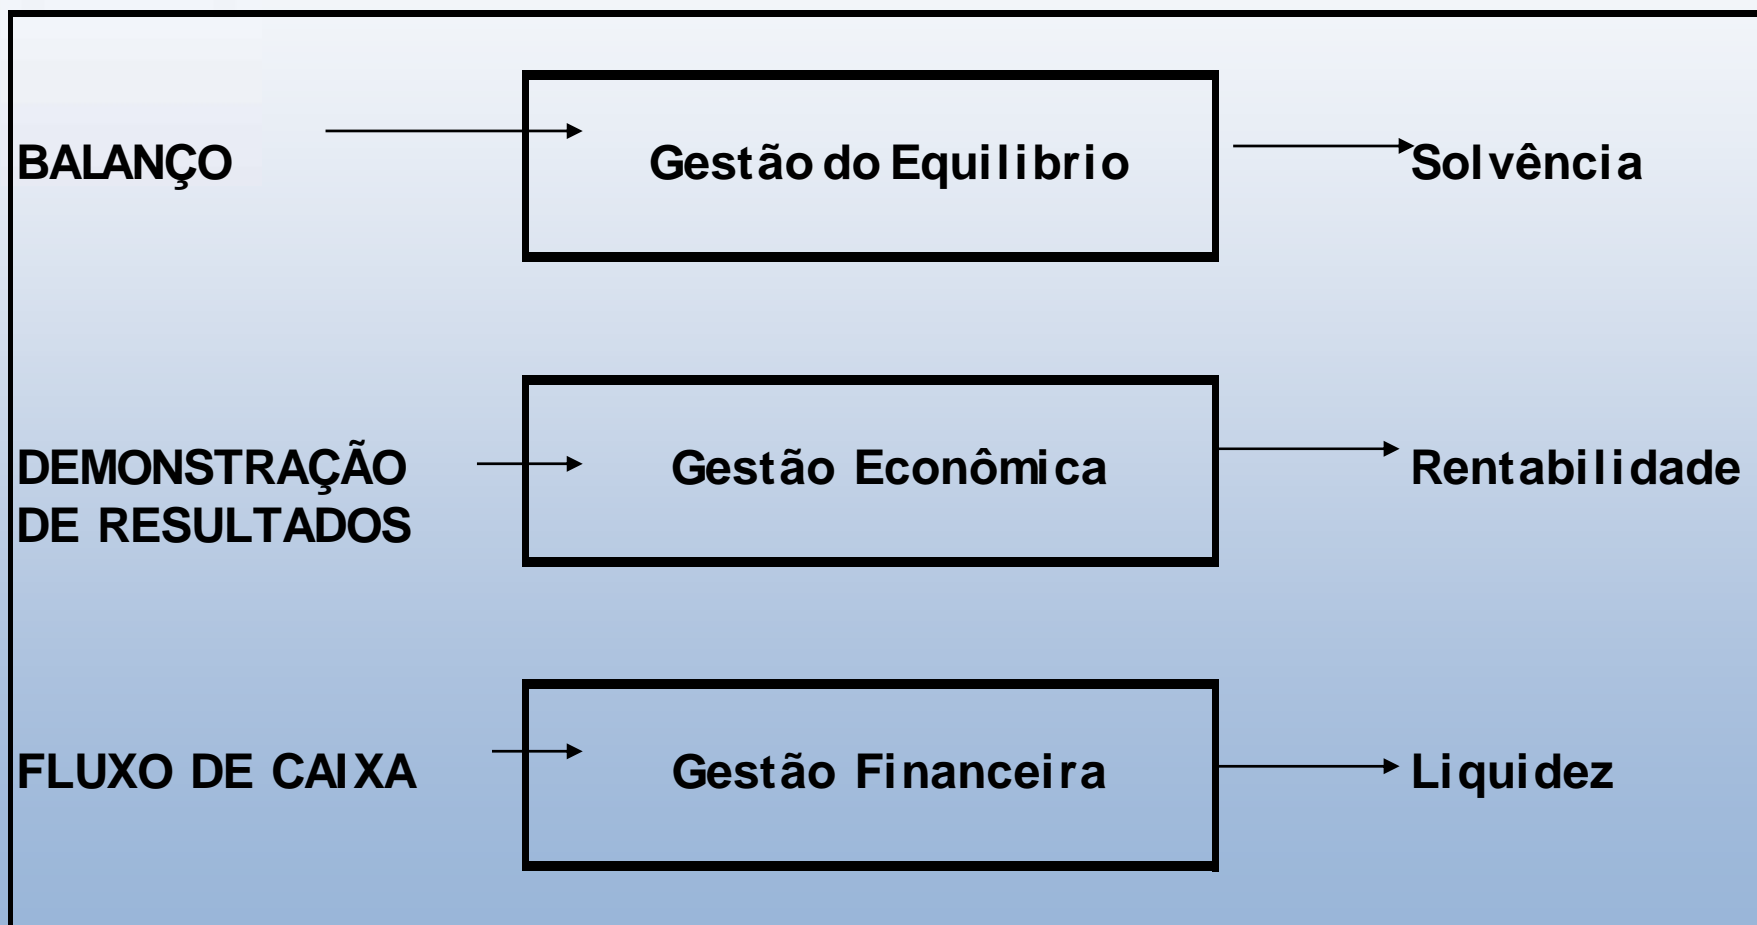 BALANÇO
Gestão do Equilibrio
Solvência
DEMONSTRAÇÃO
DE RESULTADOS
Gestão Econômica
Rentabilidade
FLUXO DE CAIXA
Gestão Financeira
Liquidez